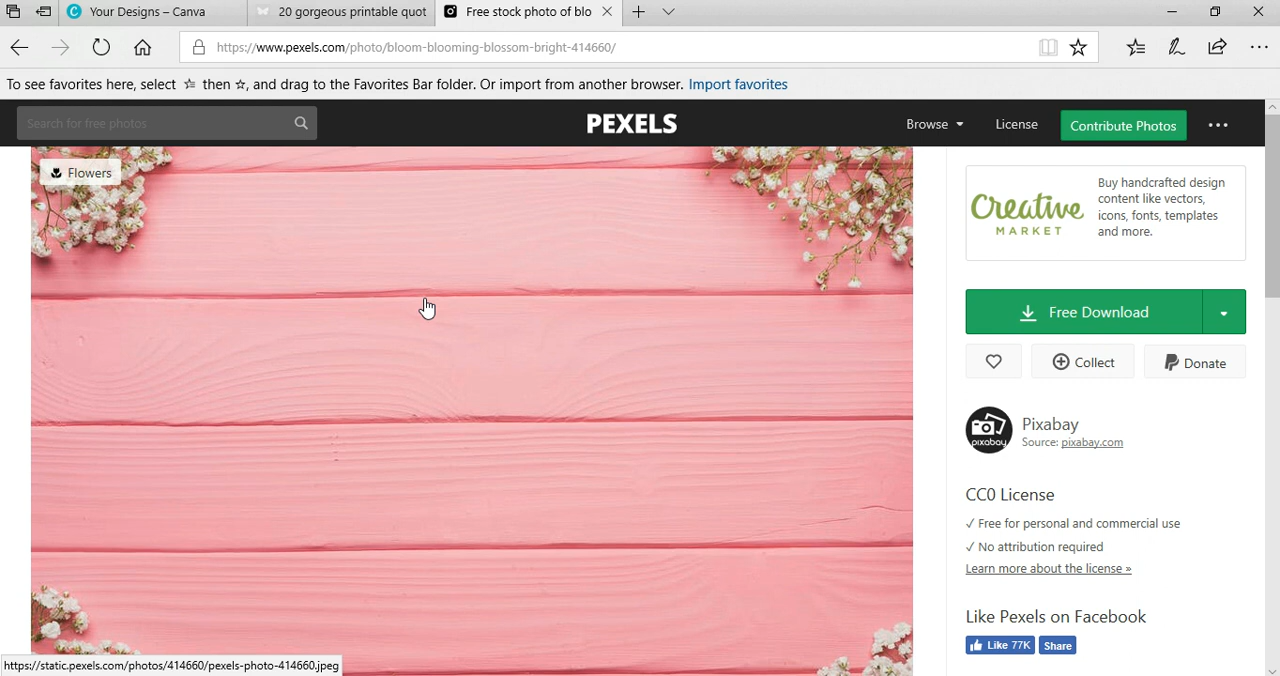 Your Designs – Canva
20 gorgeous printable quot
Free stock photo of blo
https://www.pexels.com/photo/bloom-blooming-blossom-bright-414660/
To see favorites here, select ☆ then ☆, and drag to the Favorites Bar folder. Or import from another browser. Import favorites
Search for free photos
PEXELS
Browse
License
Contribute Photos
Flowers
Creative
MARKET
Buy handcrafted design
content like vectors,
icons, fonts, templates
and more.
Free Download
Collect
Donate
pixabay
Pixabay
Source: pixabay.com
CC0 License
✓ Free for personal and commercial use
✓ No attribution required
Learn more about the license »
Like Pexels on Facebook
Like 77K
Share
https://static.pexels.com/photos/414660/pexels-photo-414660.jpeg